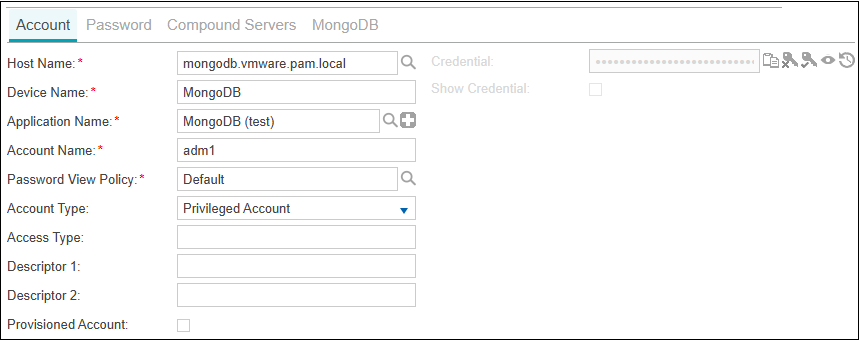 Account Password Compound Servers MongoDB
Host Name:* mongodb.vmware.pam.local Credential: ••••••••••••••••••••••••••••
Device Name:* MongoDB Show Credential:
Application Name:* MongoDB (test)
Account Name:* adm1
Password View Policy:* Default
Account Type: Privileged Account
Access Type:
Descriptor 1:
Descriptor 2:
Provisioned Account: